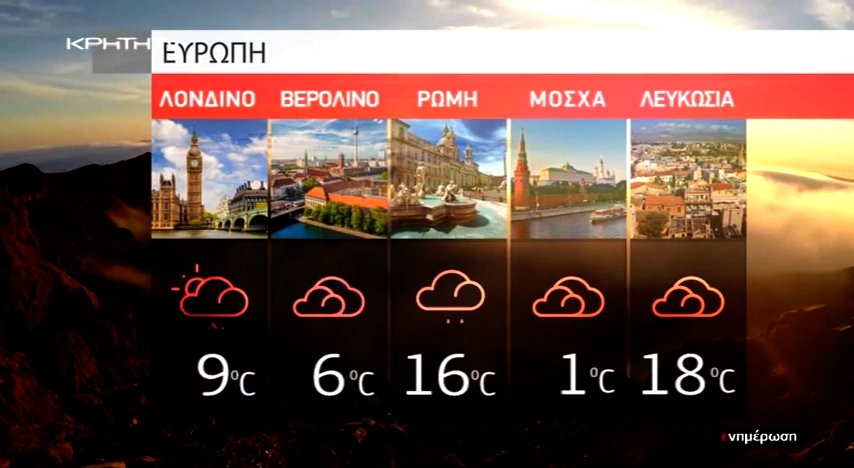 ΚΡΗΤΗ
ΕΥΡΩΠΗ
ΛΟΝΔΙΝΟ ΒΕΡΟΛΙΝΟ ΡΩΜΗ ΜΟΣΧΑ ΛΕΥΚΩΣΙΑ
9°C 6°C 16°C 1°C 18°C
ενημέρωση